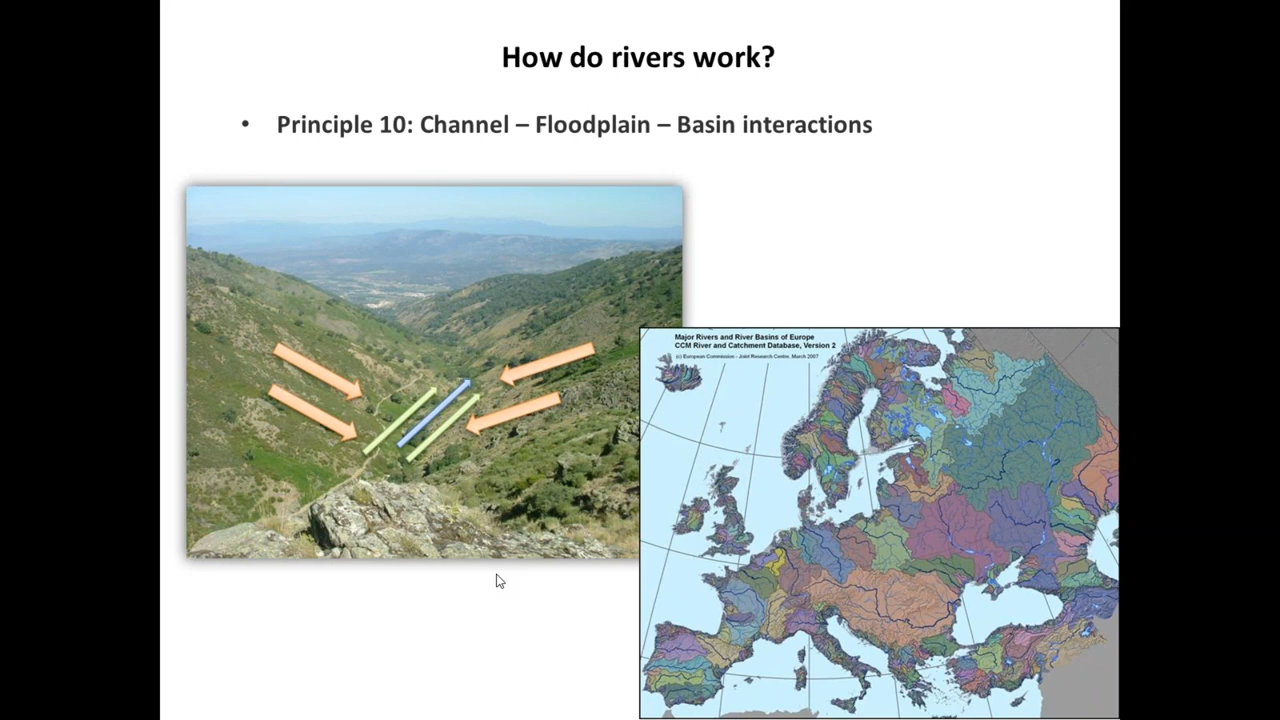 How do rivers work?
• Principle 10: Channel – Floodplain – Basin interactions
Major Rivers and River Basins of Europe
CCM River and Catchment Database, Version 2
(c) European Commission - Joint Research Centre, March 2007